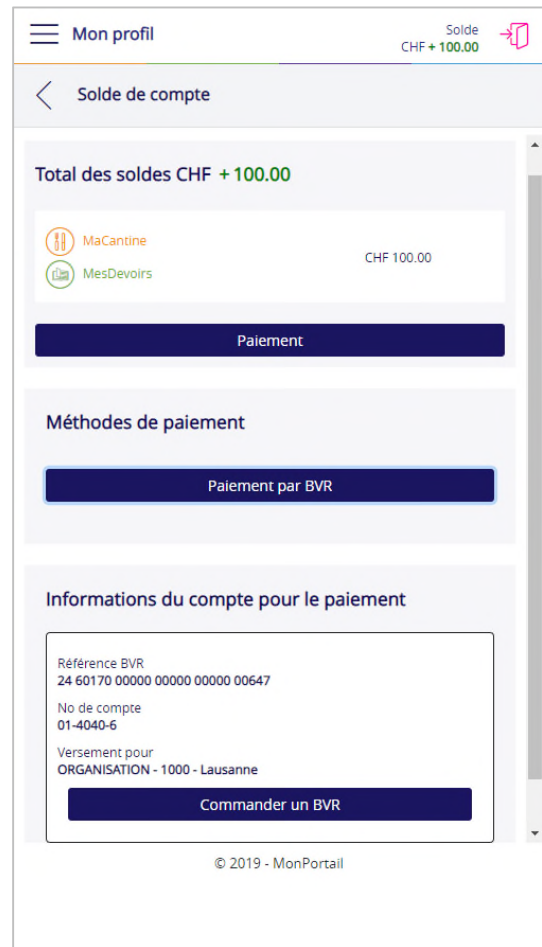 Mon profil
Solde
CHF + 100.00
Solde de compte
Total des soldes CHF + 100.00
MaCantine
MesDevoirs
CHF 100.00
Paiement
Méthodes de paiement
Paiement par BVR
Informations du compte pour le paiement
Référence BVR
24 60170 00000 00000 00000 00647
No de compte
01-4040-6
Versement pour
ORGANISATION - 1000 - Lausanne
Commander un BVR
© 2019 - MonPortail